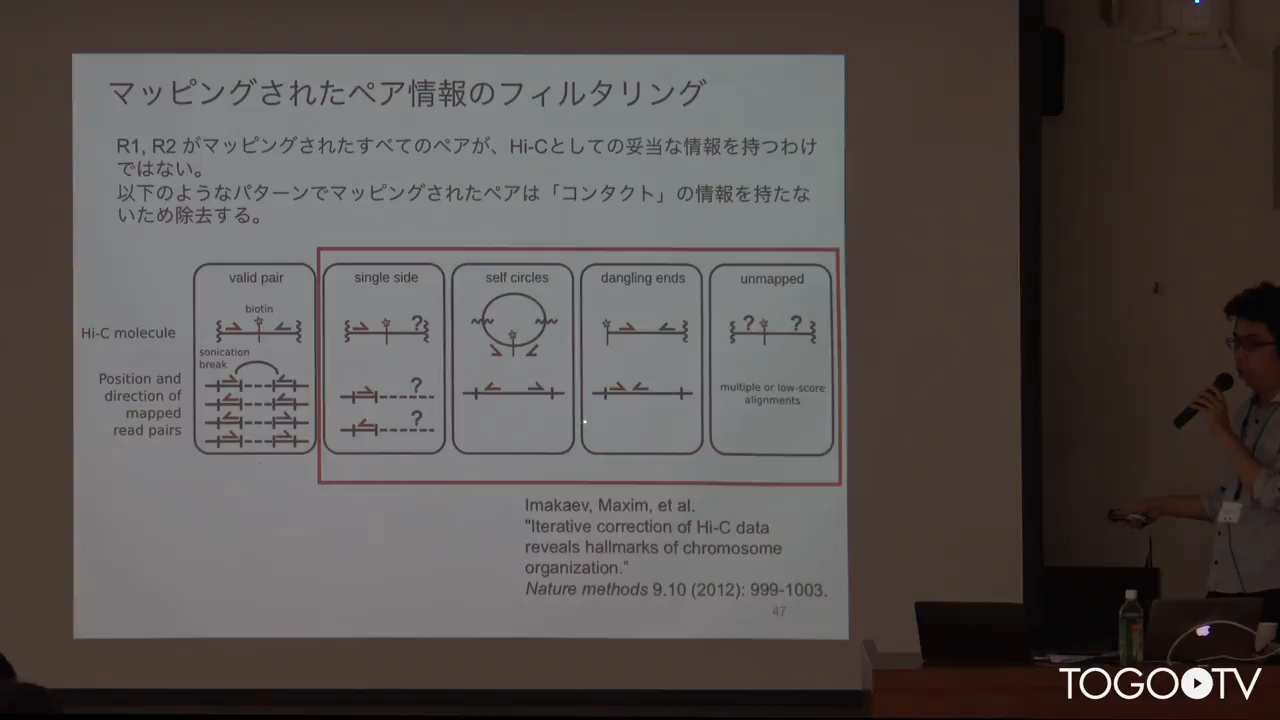 マッピングされたペア情報のフィルタリング
R1, R2 がマッピングされたすべてのペアが、Hi-Cとしての妥当な情報を持つわけ
ではない。
以下のようなパターンでマッピングされたペアは「コンタクト」の情報を持たな
いため除去する。
valid pair
single side
self circles
dangling ends
unmapped
biotin
Hi-C molecule
?
? ?
sonication
break
Position and
direction of
mapped
read pairs
?
?
multiple or low-score
alignments
Imakaev, Maxim, et al.
"Iterative correction of Hi-C data
reveals hallmarks of chromosome
organization."
Nature methods 9.10 (2012): 999-1003.
47
TOGO TV